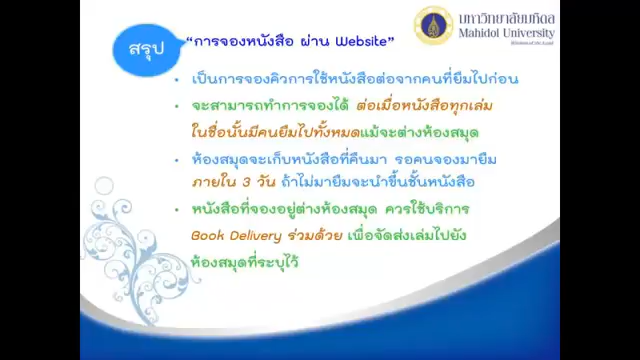 สรุป
“การจองหนังสือ ผ่าน Website”
มหาวิทยาลัยมหิดล
Mahidol University
Wisdom of the Land
• เป็นการจองคิวการใช้หนังสือต่อจากคนที่ยืมไปก่อน
• จะสามารถทำการจองได้ ต่อเมื่อหนังสือทุกเล่ม
ในชื่อนั้นมีคนยืมไปทั้งหมดแม้จะต่างห้องสมุด
• ห้องสมุดจะเก็บหนังสือที่คืนมา รอคนจองมายืม
ภายใน 3 วัน ถ้าไม่มายืมจะนำขึ้นชั้นหนังสือ
• หนังสือที่จองอยู่ต่างห้องสมุด ควรใช้บริการ
Book Delivery ร่วมด้วย เพื่อจัดส่งเล่มไปยัง
ห้องสมุดที่ระบุไว้